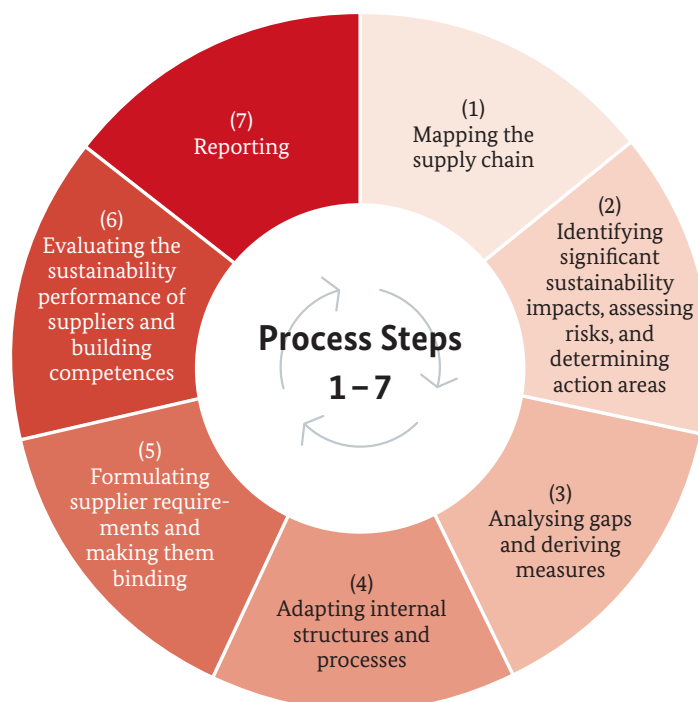 (1)
Mapping the
supply chain
(2)
Identifying
significant
sustainability
impacts, assessing
risks, and
determining
action areas
(3)
Analysing gaps
and deriving
measures
(4)
Adapting internal
structures and
processes
(5)
Formulating
supplier require-
ments and
making them
binding
(6)
Evaluating the
sustainability
performance of
suppliers and
building
competences
(7)
Reporting
Process Steps
1 – 7